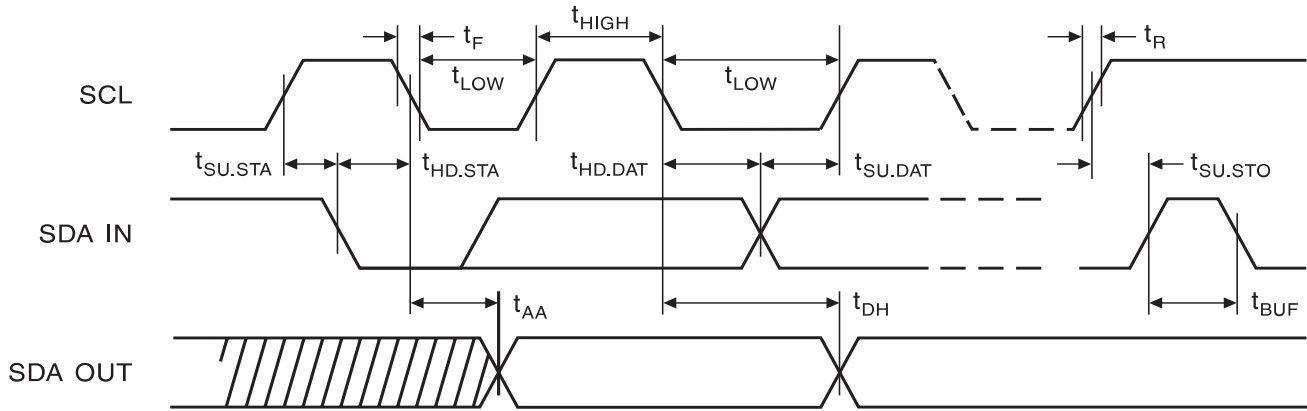 tF
tHIGH
tR
SCL
tLOW
tLOW
tSU.STA
tHD.STA
tHD.DAT
tSU.DAT
tSU.STO
SDA IN
tAA
tDH
tBUF
SDA OUT